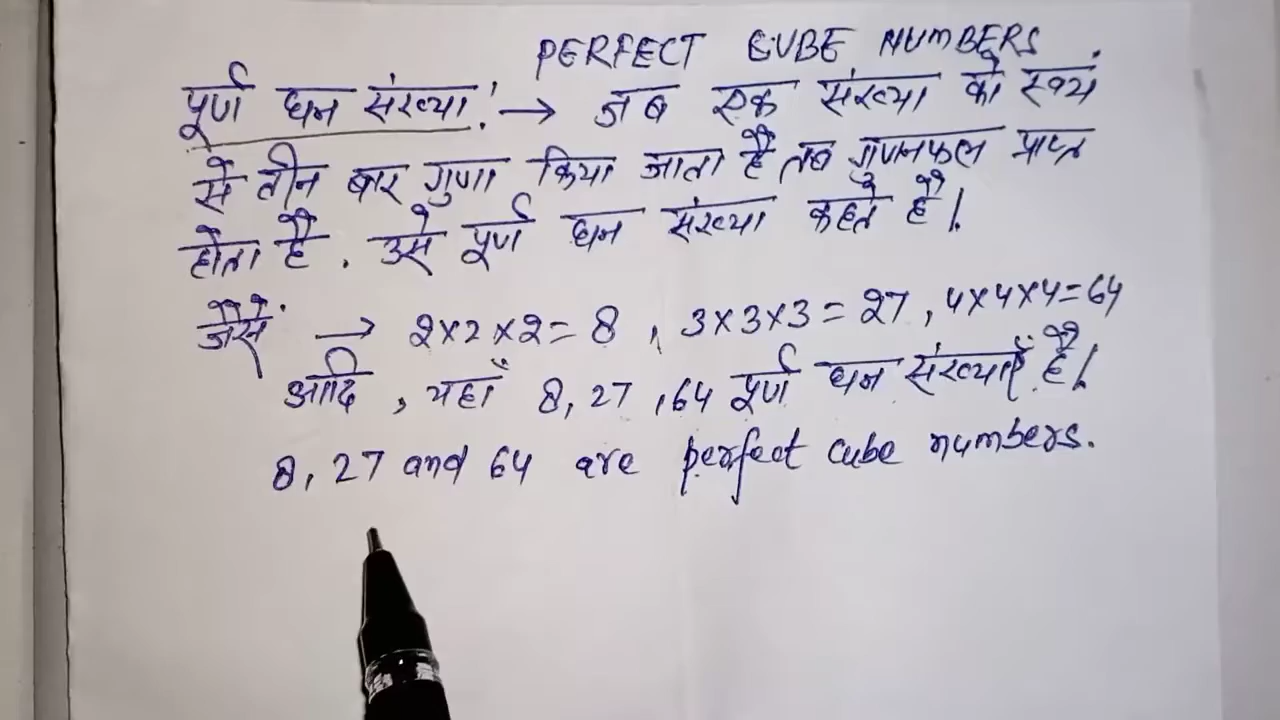 PERFECT CUBE NUMBERS.
पूर्ण घन संख्या :→ जब एक संख्या को स्वयं
से तीन बार गुणा किया जाता है तब गुणनफल प्राप्त
होता है. उसे पूर्ण घन संख्या कहते है।
जैसे → 2×2×2=8, 3×3×3=27, 4×4×4=64
आदि, यहाँ 8, 27, 64 पूर्ण घन संख्याएँ है।
8, 27 and 64 are perfect cube numbers.